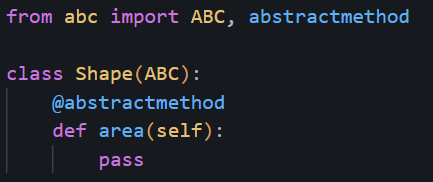 from abc import ABC, abstractmethod

class Shape(ABC):
    @abstractmethod
    def area(self):
        pass